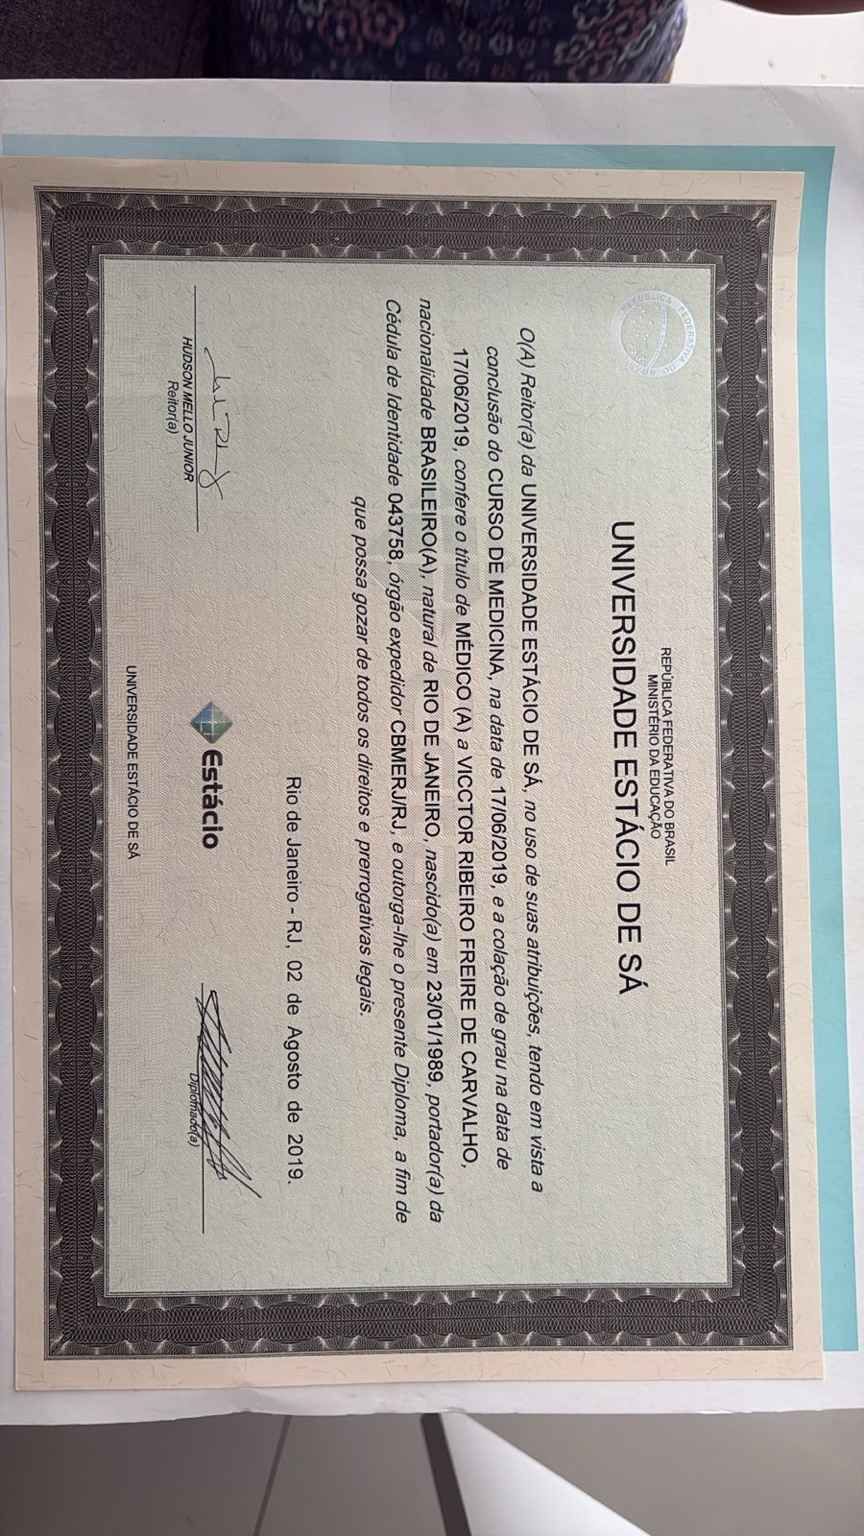 REPÚBLICA FEDERATIVA DO BRASIL
REPÚBLICA FEDERATIVA DO BRASIL
MINISTÉRIO DA EDUCAÇÃO
UNIVERSIDADE ESTÁCIO DE SÁ
O(A) Reitor(a) da UNIVERSIDADE ESTÁCIO DE SÁ, no uso de suas atribuições, tendo em vista a
conclusão do CURSO DE MEDICINA, na data de 17/06/2019, e a colação de grau na data de
17/06/2019, confere o título de MÉDICO (A) a VICCTOR RIBEIRO FREIRE DE CARVALHO,
nacionalidade BRASILEIRO(A), natural de RIO DE JANEIRO, nascido(a) em 23/01/1989, portador(a) da
Cédula de Identidade 043758, órgão expedidor CBMERJ/RJ, e outorga-lhe o presente Diploma, a fim de
que possa gozar de todos os direitos e prerrogativas legais.
Rio de Janeiro - RJ, 02 de Agosto de 2019.
HUDSON MELLO JUNIOR
Reitor(a)
Estácio
Diplomado(a)
UNIVERSIDADE ESTÁCIO DE SÁ